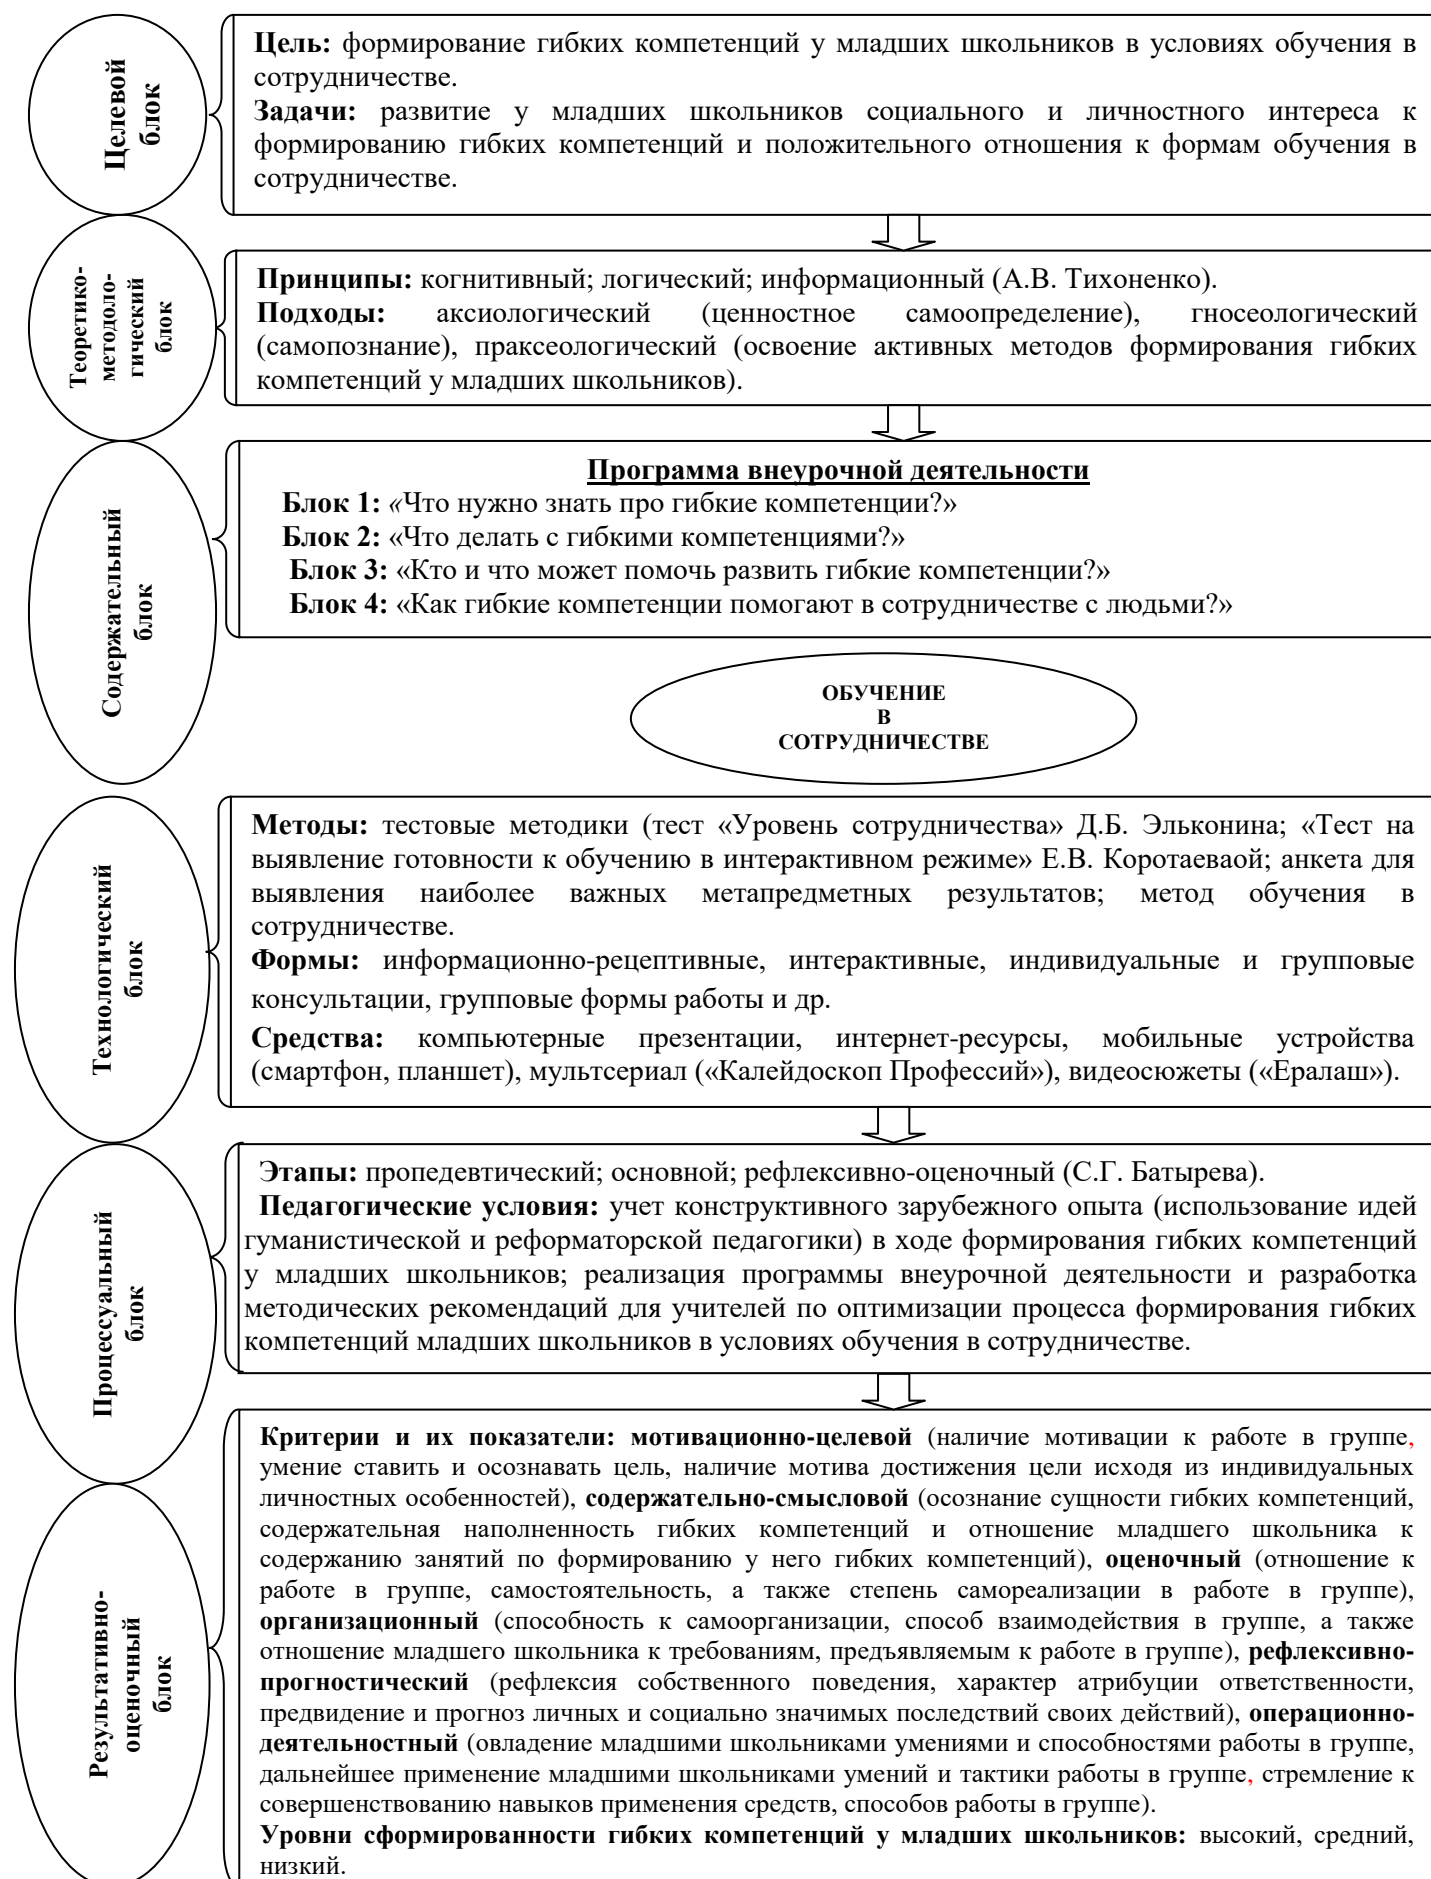 Целевой
блок
Цель: формирование гибких компетенций у младших школьников в условиях обучения в
сотрудничестве.
Задачи: развитие у младших школьников социального и личностного интереса к
формированию гибких компетенций и положительного отношения к формам обучения в
сотрудничестве.
Теоретико-
методоло-
гический
блок
Принципы: когнитивный; логический; информационный (А.В. Тихоненко).
Подходы: аксиологический (ценностное самоопределение), гносеологический
(самопознание), праксеологический (освоение активных методов формирования гибких
компетенций у младших школьников).
Содержательный
блок
Программа внеурочной деятельности
Блок 1: «Что нужно знать про гибкие компетенции?»
Блок 2: «Что делать с гибкими компетенциями?»
Блок 3: «Кто и что может помочь развить гибкие компетенции?»
Блок 4: «Как гибкие компетенции помогают в сотрудничестве с людьми?»
ОБУЧЕНИЕ
В
СОТРУДНИЧЕСТВЕ
Технологический
блок
Методы: тестовые методики (тест «Уровень сотрудничества» Д.Б. Эльконина; «Тест на
выявление готовности к обучению в интерактивном режиме» Е.В. Коротаеваой; анкета для
выявления наиболее важных метапредметных результатов; метод обучения в
сотрудничестве.
Формы: информационно-рецептивные, интерактивные, индивидуальные и групповые
консультации, групповые формы работы и др.
Средства: компьютерные презентации, интернет-ресурсы, мобильные устройства
(смартфон, планшет), мультсериал («Калейдоскоп Профессий»), видеосюжеты («Ералаш»).
Процессуальный
блок
Этапы: пропедевтический; основной; рефлексивно-оценочный (С.Г. Батырева).
Педагогические условия: учет конструктивного зарубежного опыта (использование идей
гуманистической и реформаторской педагогики) в ходе формирования гибких компетенций
у младших школьников; реализация программы внеурочной деятельности и разработка
методических рекомендаций для учителей по оптимизации процесса формирования гибких
компетенций младших школьников в условиях обучения в сотрудничестве.
Результативно-
оценочный
блок
Критерии и их показатели: мотивационно-целевой (наличие мотивации к работе в группе,
умение ставить и осознавать цель, наличие мотива достижения цели исходя из индивидуальных
личностных особенностей), содержательно-смысловой (осознание сущности гибких компетенций,
содержательная наполненность гибких компетенций и отношение младшего школьника к
содержанию занятий по формированию у него гибких компетенций), оценочный (отношение к
работе в группе, самостоятельность, а также степень самореализации в работе в группе),
организационный (способность к самоорганизации, способ взаимодействия в группе, а также
отношение младшего школьника к требованиям, предъявляемым к работе в группе), рефлексивно-
прогностический (рефлексия собственного поведения, характер атрибуции ответственности,
предвидение и прогноз личных и социально значимых последствий своих действий), операционно-
деятельностный (овладение младшими школьниками умениями и способностями работы в группе,
дальнейшее применение младшими школьниками умений и тактики работы в группе, стремление к
совершенствованию навыков применения средств, способов работы в группе).
Уровни сформированности гибких компетенций у младших школьников: высокий, средний,
низкий.